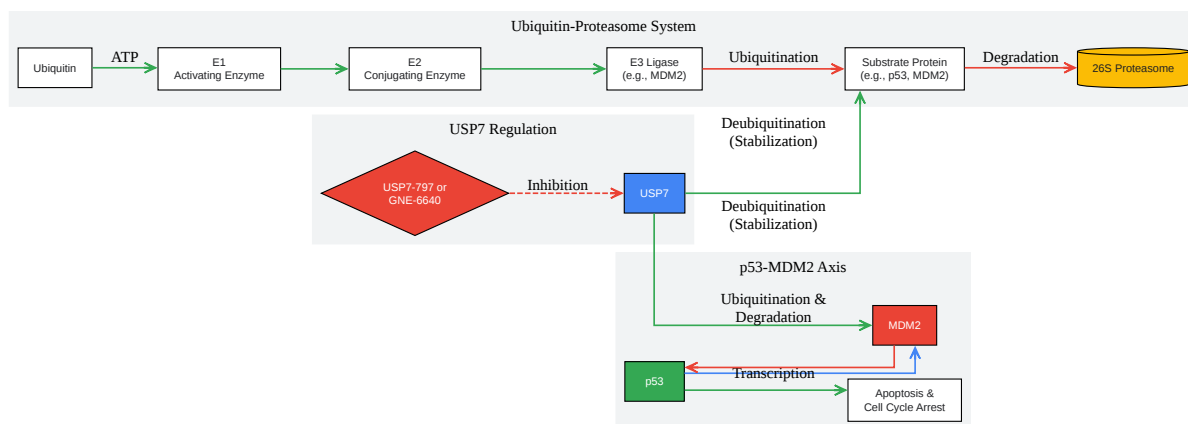 Ubiquitin-Proteasome System
Ubiquitin
ATP
E1
Activating Enzyme
E2
Conjugating Enzyme
E3 Ligase
(e.g., MDM2)
Ubiquitination
Substrate Protein
(e.g., p53, MDM2)
Degradation
26S Proteasome
USP7 Regulation
Deubiquitination
(Stabilization)
USP7-797 or
GNE-6640
Inhibition
USP7
Deubiquitination
(Stabilization)
p53-MDM2 Axis
Ubiquitination &
Degradation
MDM2
p53
Transcription
Apoptosis &
Cell Cycle Arrest